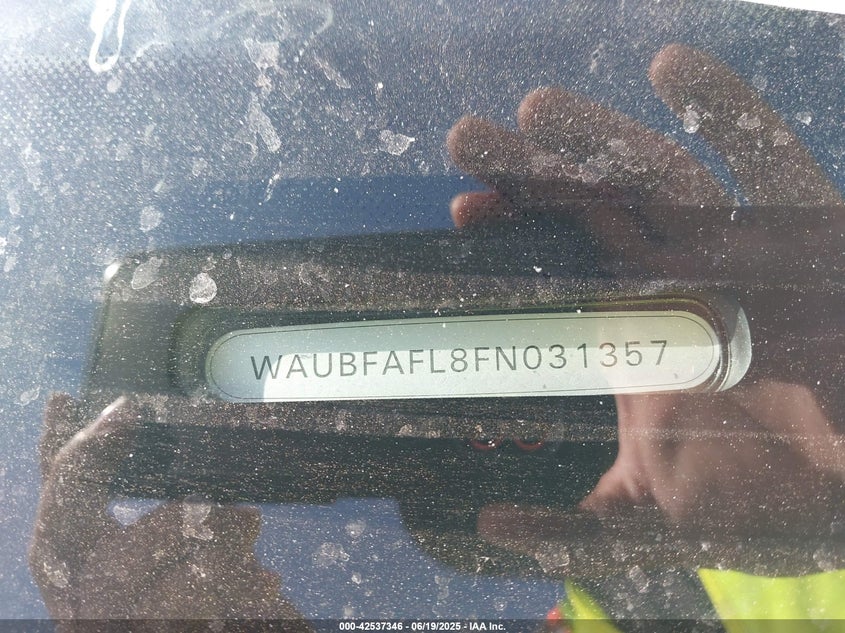 WAUBFAFL8FN031357
000-42537346 - 06/19/2025 - IAA Inc.